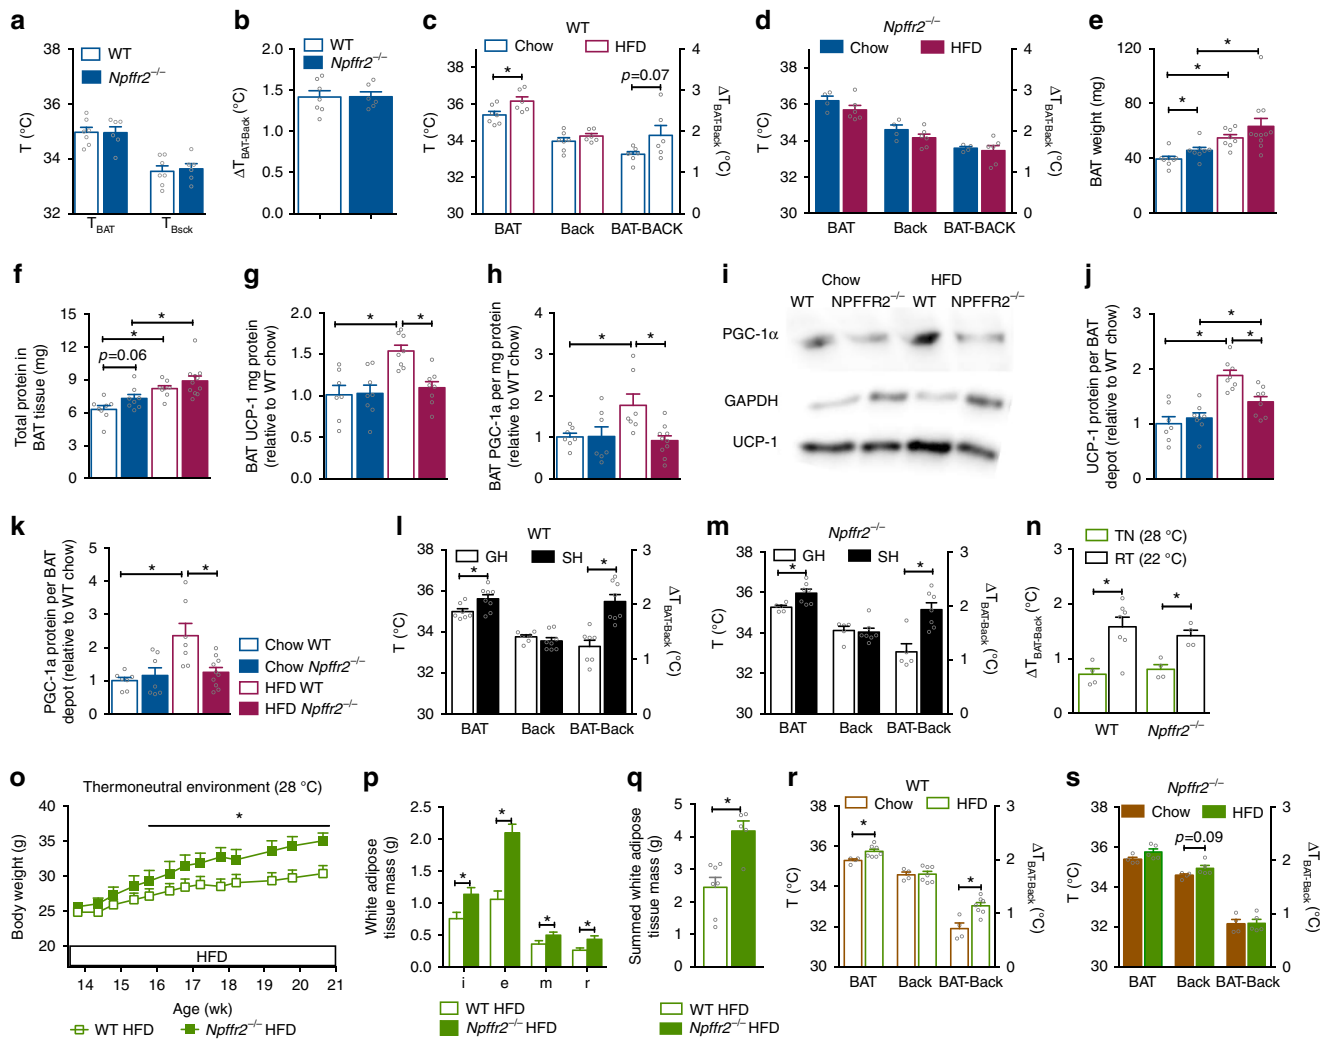 a
WT
Npffr2−/−
T (°C)
38
36
34
32
TBAT
TBsck
b
WT
Npffr2−/−
ΔTBAT-Back (°C)
2.0
1.5
1.0
0.5
0.0
c
WT
Chow
HFD
T (°C)
38
36
34
32
30
*
p=0.07
4
3
2
1
0
ΔTBAT-Back (°C)
BAT
Back
BAT-BACK
d
Npffr2−/−
Chow
HFD
T (°C)
38
36
34
32
30
4
3
2
1
0
ΔTBAT-Back (°C)
BAT
Back
BAT-BACK
e
BAT weight (mg)
120
80
40
0
*
*
*
f
Total protein in
BAT tissue (mg)
15
12
9
6
3
0
*
*
p=0.06
g
BAT UCP-1 mg protein
(relative to WT chow)
2.0
1.5
1.0
0.5
0.0
*
*
h
BAT PGC-1a per mg protein
(relative to WT chow)
4
3
2
1
0
*
*
i
Chow
HFD
WT
NPFFR2−/−
WT
NPFFR2−/−
PGC-1α
GAPDH
UCP-1
j
UCP-1 protein per BAT
depot (relative to WT chow)
3
2
1
0
*
*
*
k
PGC-1a protein per BAT
depot (relative to WT chow)
5
4
3
2
1
0
*
*
Chow WT
Chow Npffr2−/−
HFD WT
HFD Npffr2−/−
l
WT
GH
SH
T (°C)
38
36
34
32
30
*
*
3
2
1
0
ΔTBAT-Back (°C)
BAT
Back
BAT-Back
m
Npffr2−/−
GH
SH
T (°C)
38
36
34
32
30
*
*
3
2
1
0
ΔTBAT-Back (°C)
BAT
Back
BAT-Back
n
TN (28 °C)
RT (22 °C)
ΔTBAT-Back (°C)
3
2
1
0
*
*
WT
Npffr2−/−
o
Thermoneutral environment (28 °C)
Body weight (g)
40
35
30
25
20
*
HFD
14
15
16
16
17
18
19
20
21
Age (wk)
WT HFD
Npffr2−/− HFD
p
White adipose
tissue mass (g)
2.5
2.0
1.5
1.0
0.5
0.0
*
*
*
*
i
e
m
r
WT HFD
Npffr2−/− HFD
q
Summed white adipose
tissue mass (g)
5
4
3
2
1
0
*
WT HFD
Npffr2−/− HFD
r
WT
Chow
HFD
T (°C)
38
36
34
32
30
*
*
3
2
1
0
ΔTBAT-Back (°C)
BAT
Back
BAT-Back
s
Npffr2−/−
Chow
HFD
T (°C)
38
36
34
32
30
p=0.09
3
2
1
0
ΔTBAT-Back (°C)
BAT
Back
BAT-Back